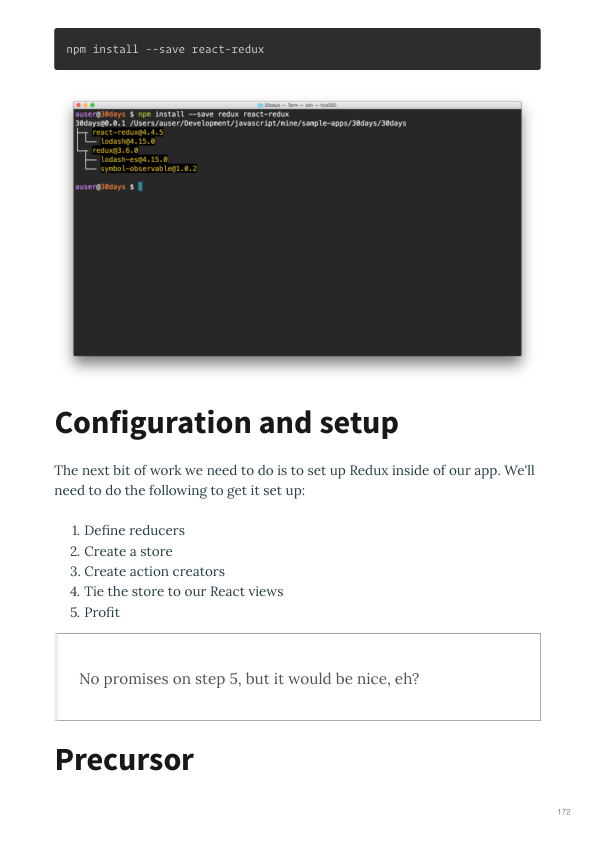 npm install --save react-redux
30days — Term — zsh — ttys000
auser@30days $ npm install --save redux react-redux
30days@0.0.1 /Users/auser/Development/javascript/mine/sample-apps/30days/30days
├─┬ react-redux@4.4.5
│ └── lodash@4.15.0
└─┬ redux@3.6.0
├── lodash-es@4.15.0
└── symbol-observable@1.0.2
auser@30days $
Configuration and setup
The next bit of work we need to do is to set up Redux inside of our app. We'll
need to do the following to get it set up:
1. Define reducers
2. Create a store
3. Create action creators
4. Tie the store to our React views
5. Profit
No promises on step 5, but it would be nice, eh?
Precursor
172